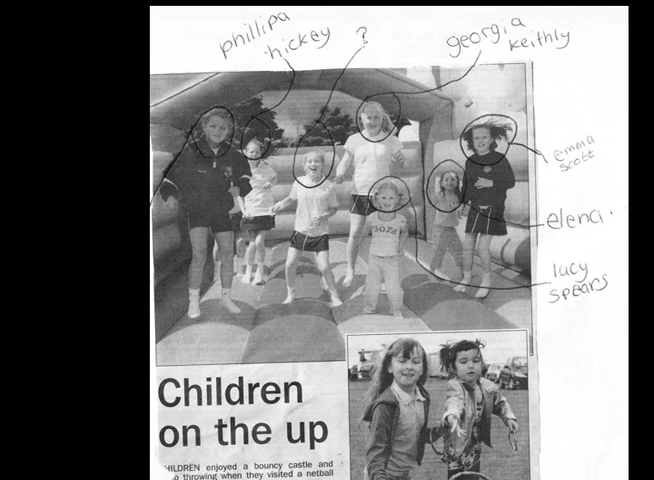 phillipa
hickey
?
georgia
keithly
emma
scott
elena.
lucy
spears
Children
on the up
HILDREN enjoyed a bouncy castle and
o throwing when they visited a netball